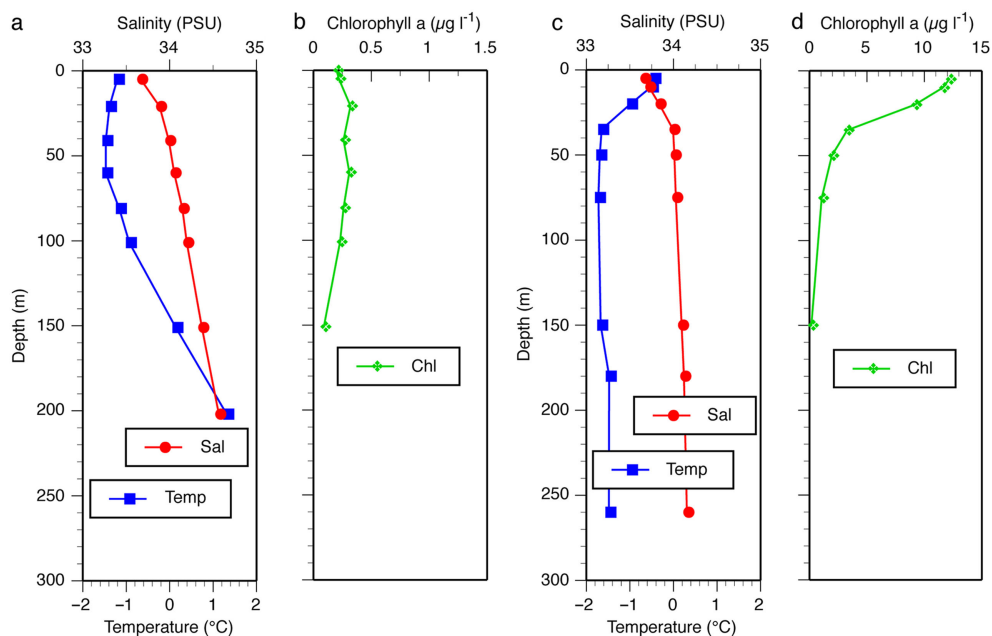 a
Salinity (PSU)
33 34 35
b
Chlorophyll a (µg l⁻¹)
0 0.5 1 1.5
c
Salinity (PSU)
33 34 35
d
Chlorophyll a (µg l⁻¹)
0 5 10 15
Depth (m)
0
50
100
150
200
250
300
Sal
Temp
−2 −1 0 1 2
Temperature (°C)
Chl
Depth (m)
0
50
100
150
200
250
300
Sal
Temp
−2 −1 0 1 2
Temperature (°C)
Chl